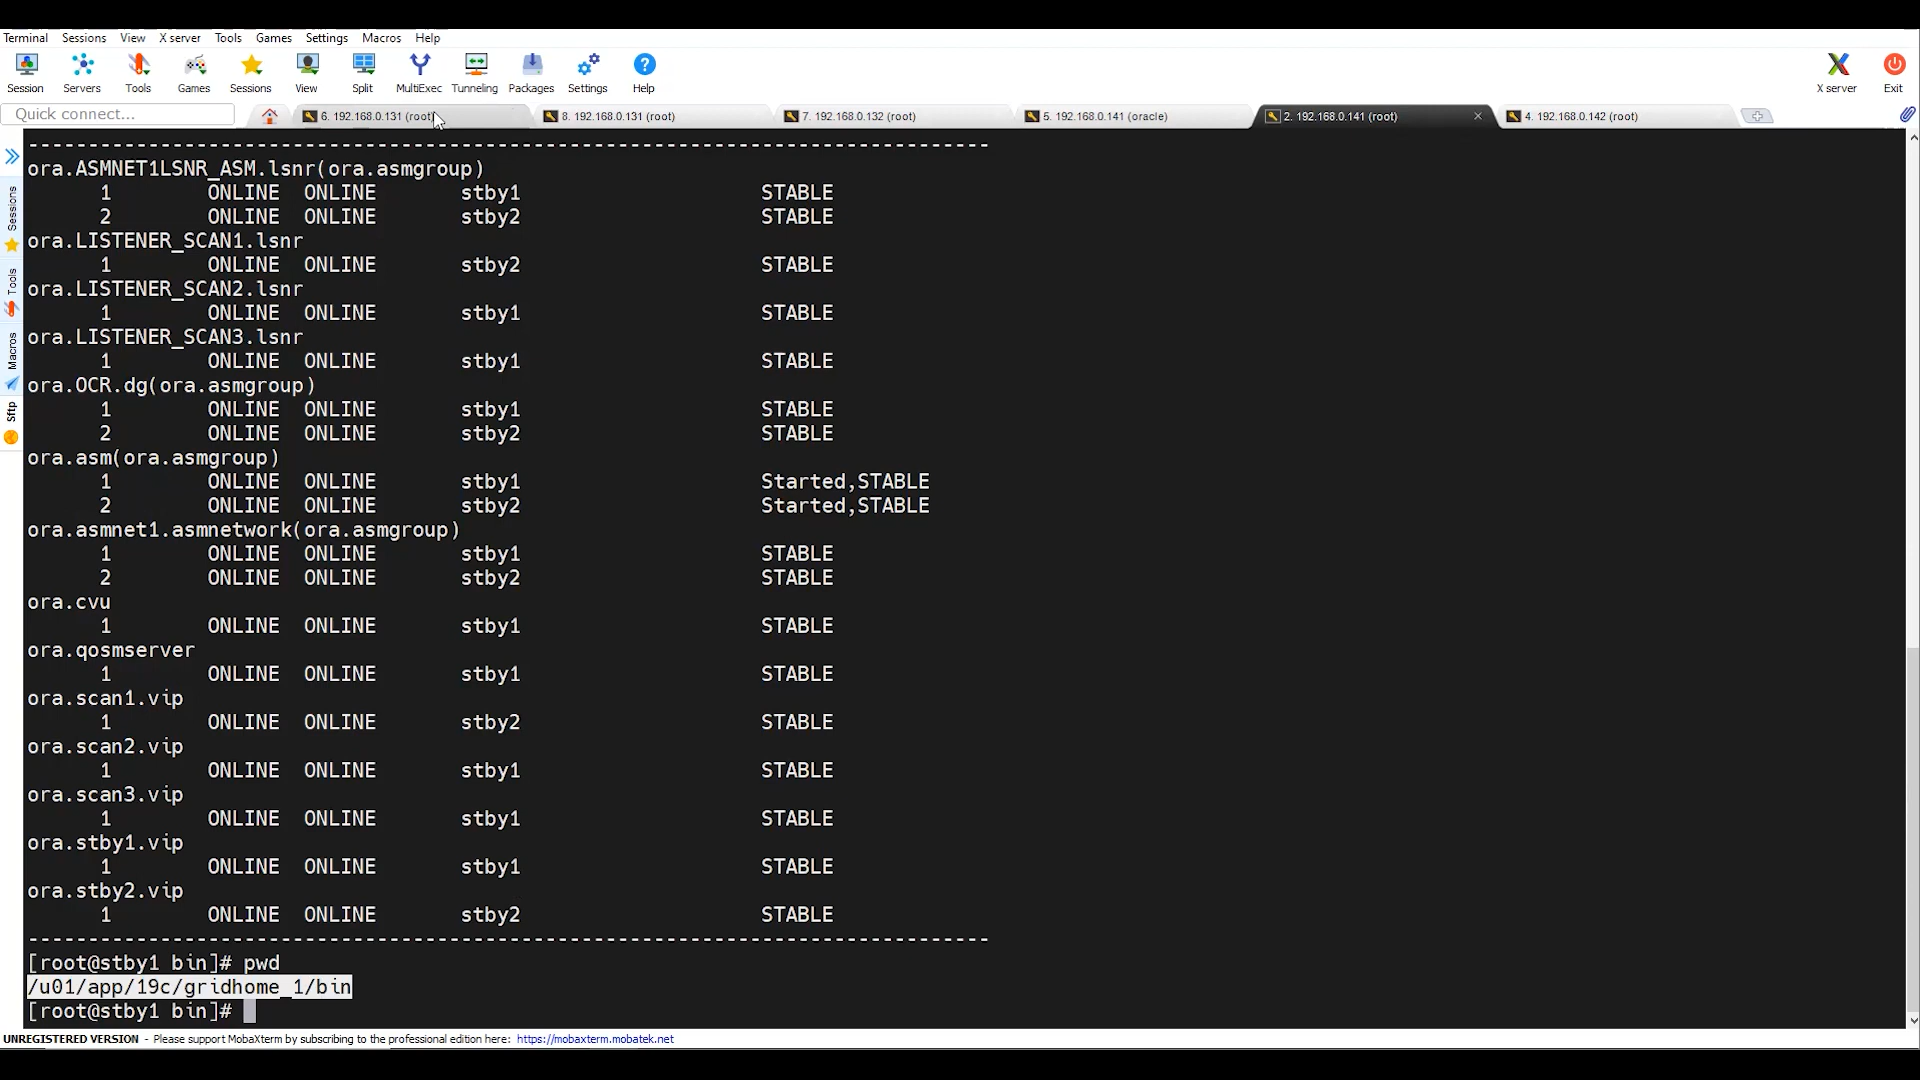 Terminal Sessions View X server Tools Games Settings Macros Help
Session Servers Tools Games Sessions View Split MultiExec Tunneling Packages Settings Help X server Exit
Quick connect... 6. 192.168.0.131 (root) 8. 192.168.0.131 (root) 7. 192.168.0.132 (root) 5. 192.168.0.141 (oracle) 2. 192.168.0.141 (root) 4. 192.168.0.142 (root)
Sessions
Tools
Macros
Sftp
--------------------------------------------------------------------------------
ora.ASMNET1LSNR_ASM.lsnr(ora.asmgroup)
1 ONLINE ONLINE stby1 STABLE
2 ONLINE ONLINE stby2 STABLE
ora.LISTENER_SCAN1.lsnr
1 ONLINE ONLINE stby2 STABLE
ora.LISTENER_SCAN2.lsnr
1 ONLINE ONLINE stby1 STABLE
ora.LISTENER_SCAN3.lsnr
1 ONLINE ONLINE stby1 STABLE
ora.OCR.dg(ora.asmgroup)
1 ONLINE ONLINE stby1 STABLE
2 ONLINE ONLINE stby2 STABLE
ora.asm(ora.asmgroup)
1 ONLINE ONLINE stby1 Started,STABLE
2 ONLINE ONLINE stby2 Started,STABLE
ora.asmnet1.asmnetwork(ora.asmgroup)
1 ONLINE ONLINE stby1 STABLE
2 ONLINE ONLINE stby2 STABLE
ora.cvu
1 ONLINE ONLINE stby1 STABLE
ora.qosmserver
1 ONLINE ONLINE stby1 STABLE
ora.scan1.vip
1 ONLINE ONLINE stby2 STABLE
ora.scan2.vip
1 ONLINE ONLINE stby1 STABLE
ora.scan3.vip
1 ONLINE ONLINE stby1 STABLE
ora.stby1.vip
1 ONLINE ONLINE stby1 STABLE
ora.stby2.vip
1 ONLINE ONLINE stby2 STABLE
--------------------------------------------------------------------------------
[root@stby1 bin]# pwd
/u01/app/19c/gridhome_1/bin
[root@stby1 bin]#
UNREGISTERED VERSION - Please support MobaXterm by subscribing to the professional edition here: https://mobaxterm.mobatek.net